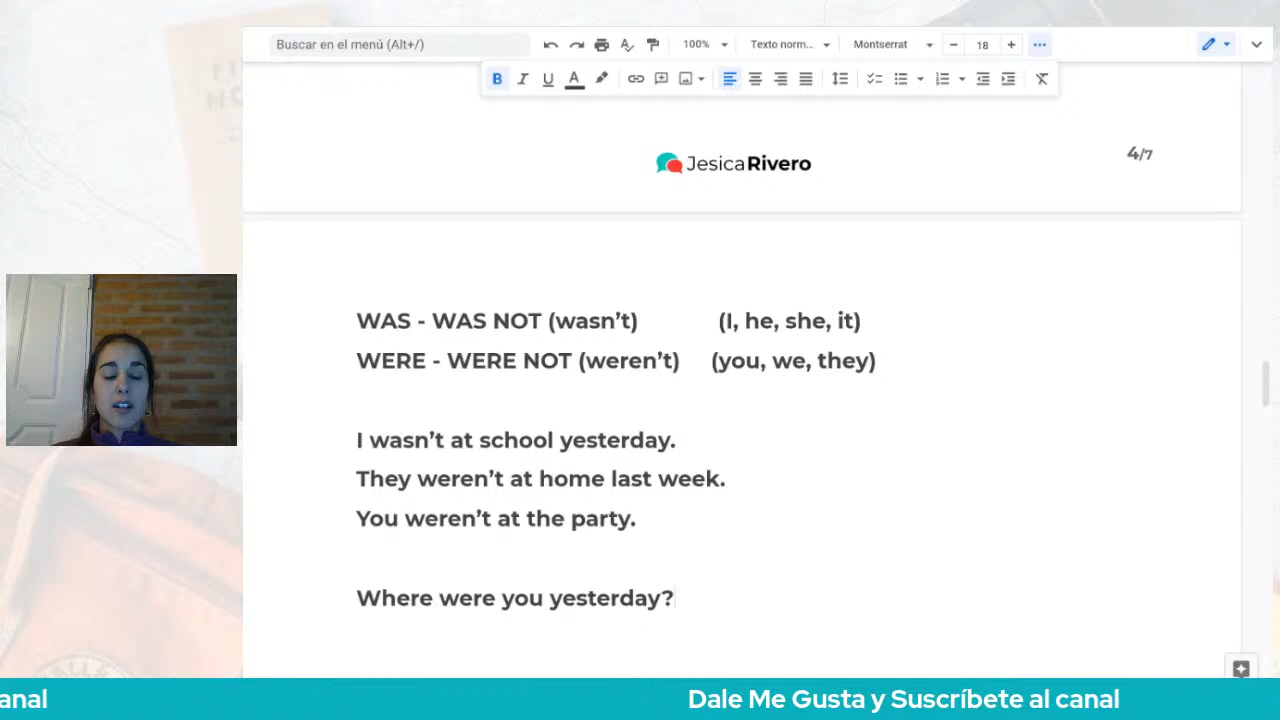 Buscar en el menú (Alt+/)
100%
Texto norm...
Montserrat
18
B I U A
JesicaRivero
4/7
WAS - WAS NOT (wasn’t) (I, he, she, it)
WERE - WERE NOT (weren’t) (you, we, they)
I wasn’t at school yesterday.
They weren’t at home last week.
You weren’t at the party.
Where were you yesterday?
anal
Dale Me Gusta y Suscríbete al canal